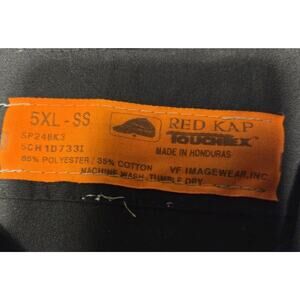 5XL - SS
RED KAP
TOUCHTEX
SP24BK3
MADE IN HONDURAS
65% POLYESTER / 35% COTTON
VF IMAGEWEAR, INC.
MACHINE WASH - TUMBLE DRY